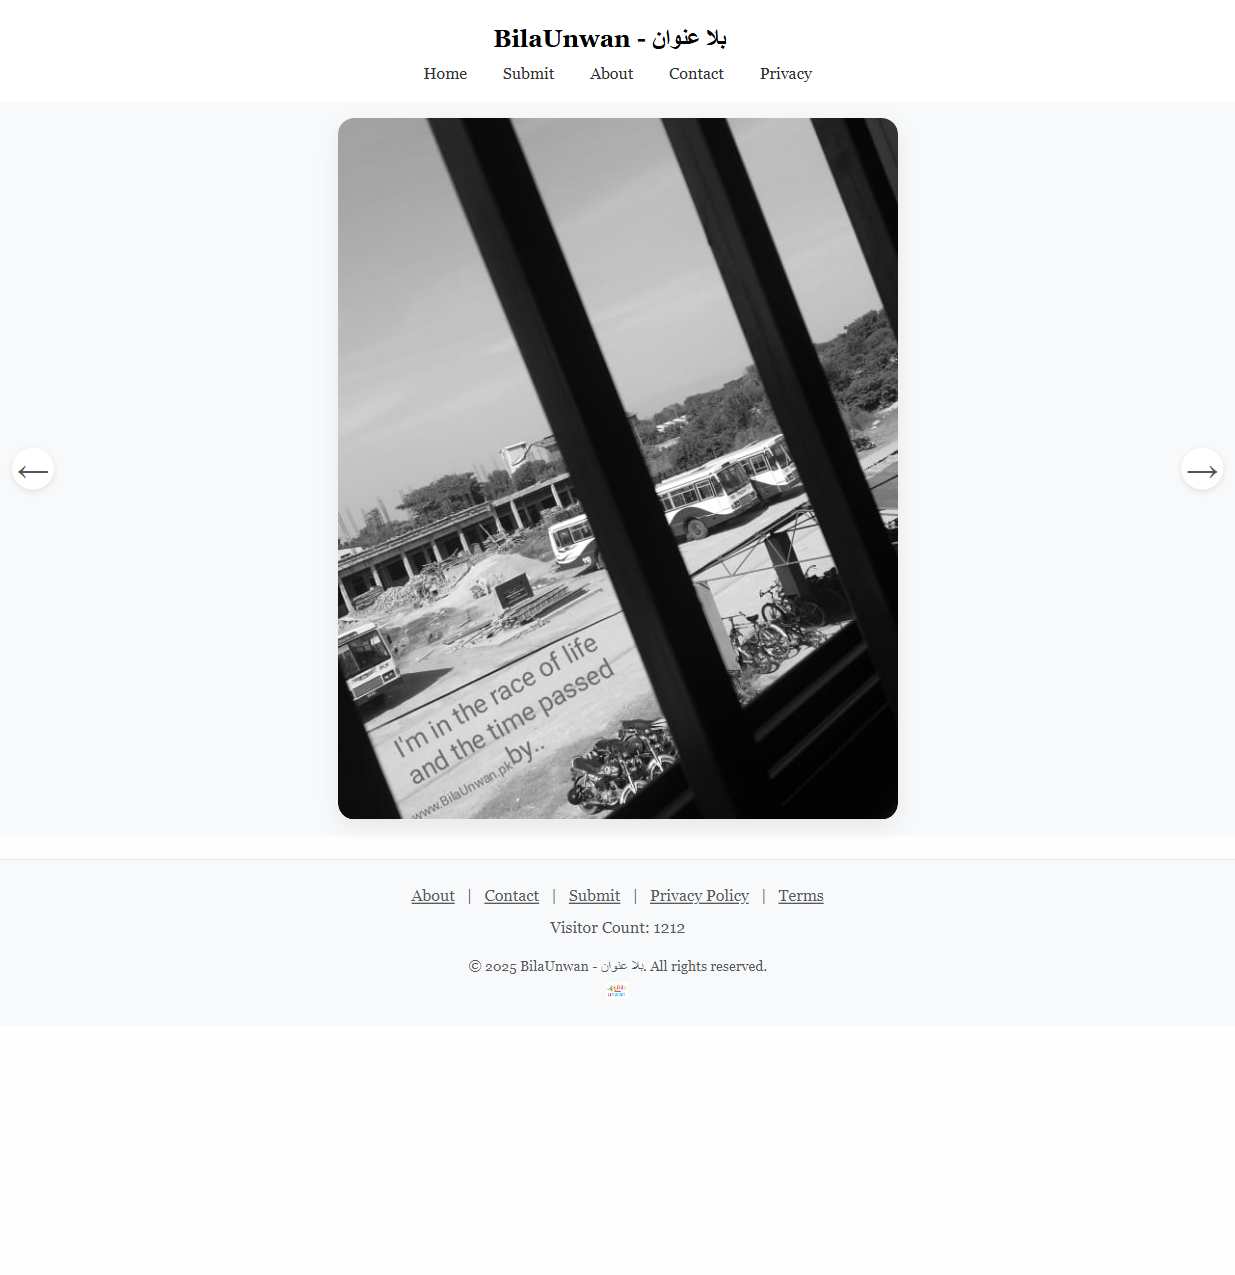 BilaUnwan - بلا عنوان
Home Submit About Contact Privacy
I'm in the race of life
and the time passed
by..
www.BilaUnwan.pk
← →
About | Contact | Submit | Privacy Policy | Terms
Visitor Count: 1212
© 2025 BilaUnwan - بلا عنوان. All rights reserved.